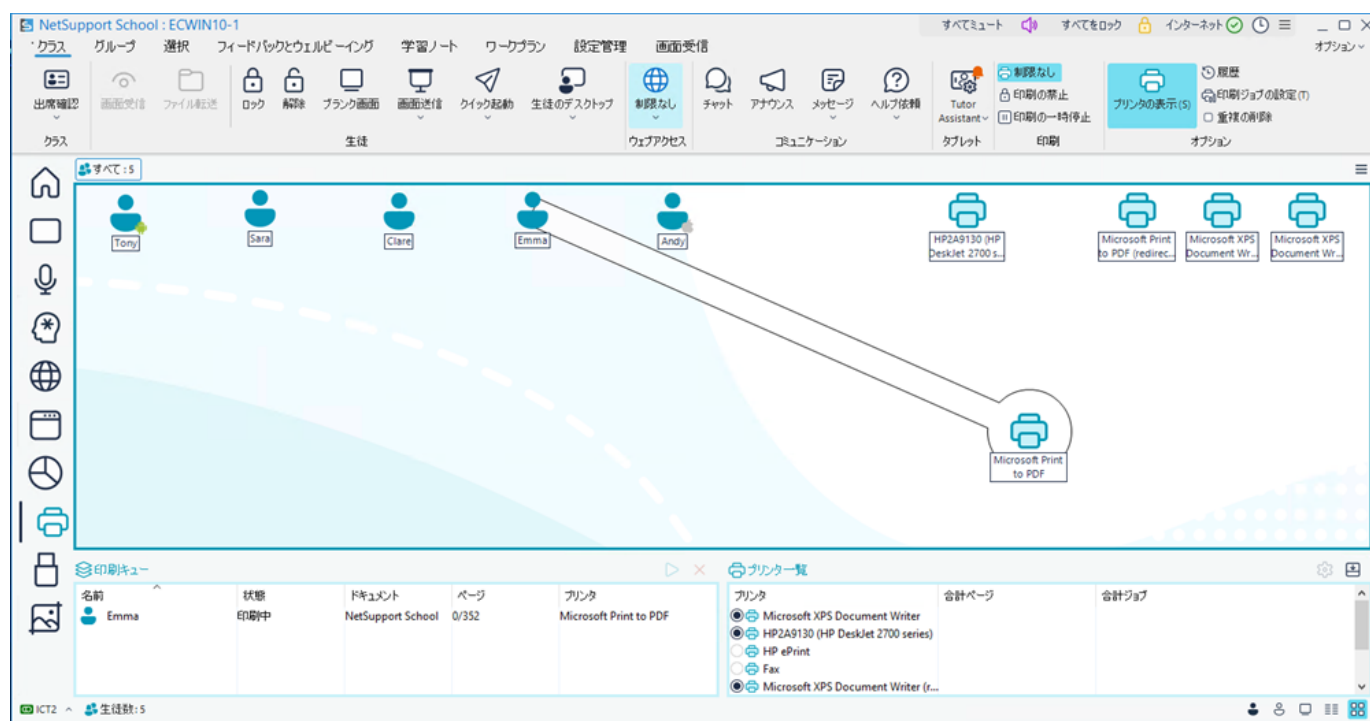 NetSupport School : ECWIN10-1
すべてミュート すべてをロック インターネット
クラス グループ 選択 フィードバックとウェルビーイング 学習ノート ワークプラン 設定管理 画面受信 オプション
出席確認 画面受信 ファイル転送 ロック 解除 ブランク画面 画面送信 クイック起動 生徒のデスクトップ 制限なし チャット アナウンス メッセージ ヘルプ依頼 Tutor Assistant
制限なし
印刷の禁止
印刷の一時停止
プリンタの表示(S)
履歴
印刷ジョブの設定(T)
重複の削除
クラス 生徒 ウェブアクセス コミュニケーション タブレット 印刷 オプション
すべて : 5
Tony Sara Clare Emma Andy
HP2A9130 (HP
DeskJet 2700 s...
Microsoft Print
to PDF (redirec...
Microsoft XPS
Document Wr...
Microsoft XPS
Document Wr...
Microsoft Print
to PDF
印刷キュー
名前 状態 ドキュメント ページ プリンタ
Emma 印刷中 NetSupport School 0/352 Microsoft Print to PDF
プリンター覧
プリンタ 合計ページ 合計ジョブ
Microsoft XPS Document Writer
HP2A9130 (HP DeskJet 2700 series)
HP ePrint
Fax
Microsoft XPS Document Writer (r...
ICT2 生徒数: 5